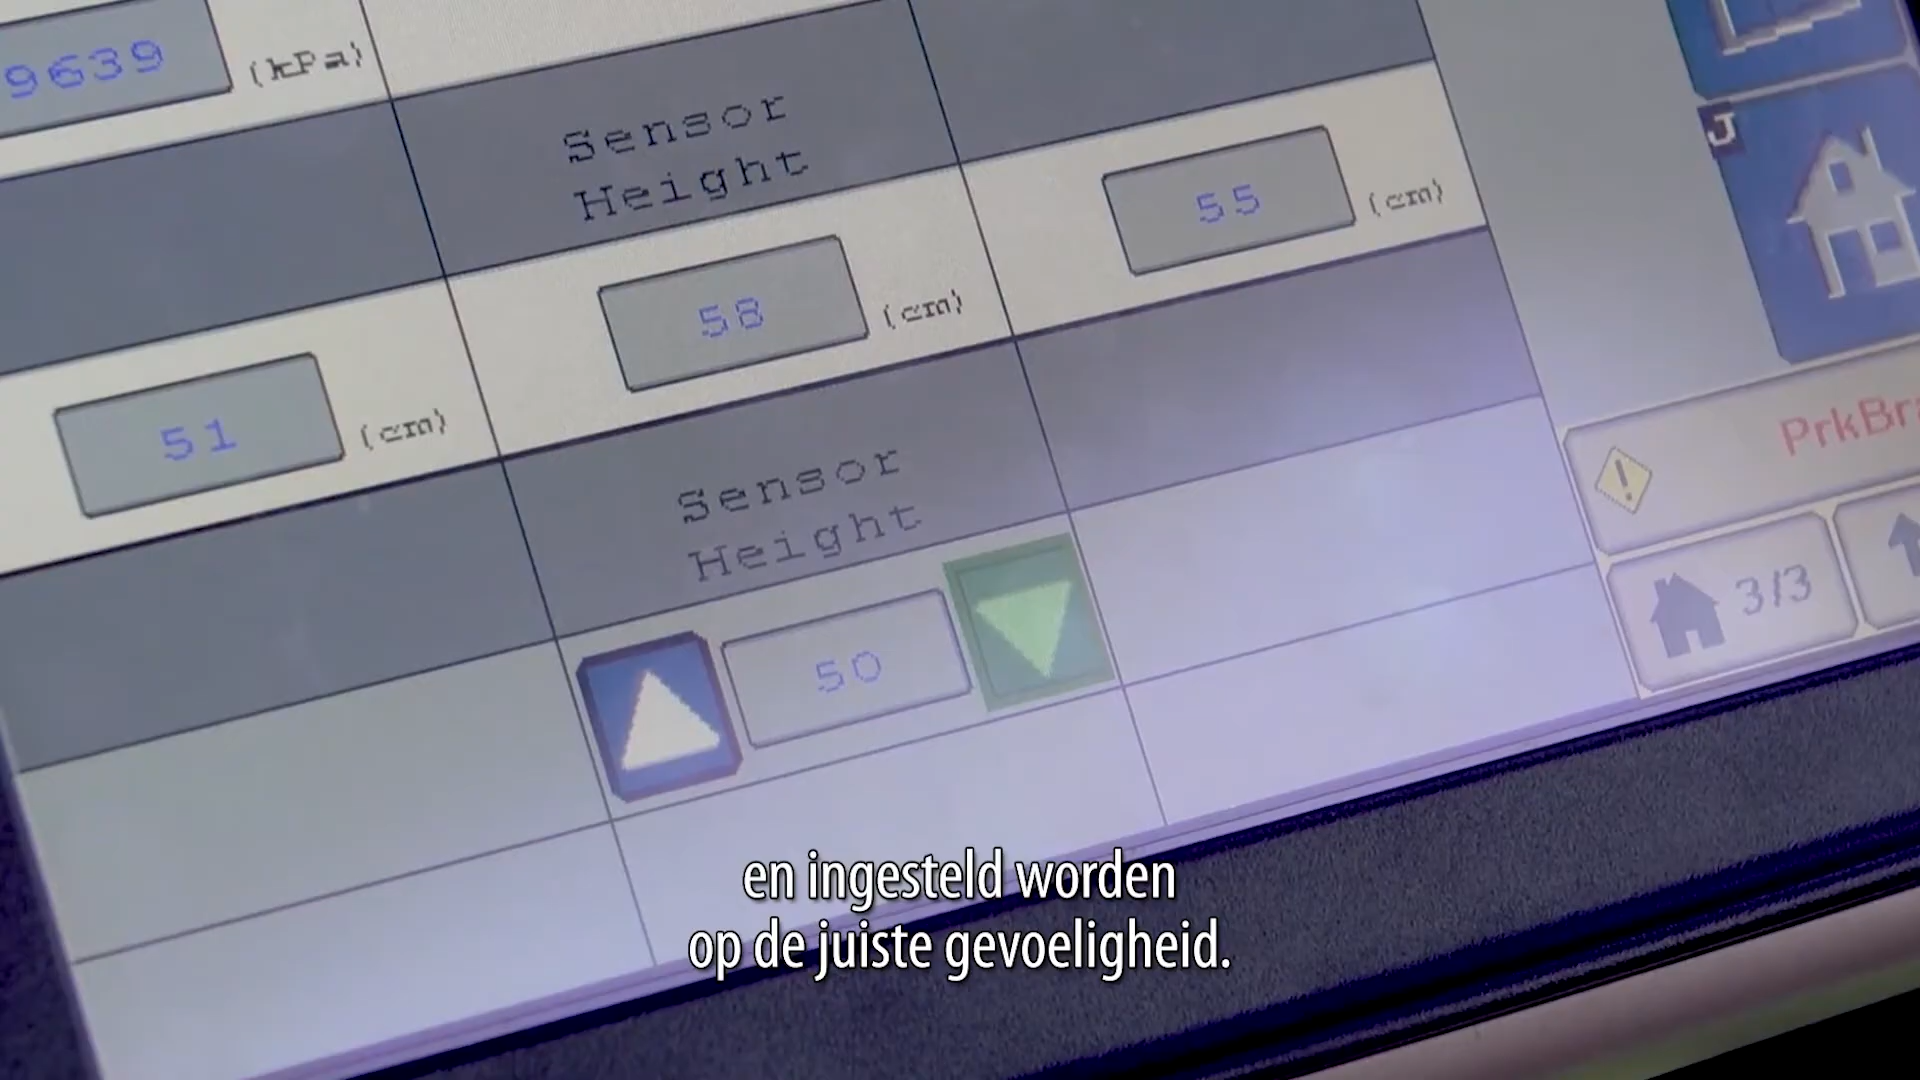 9639 (kPa)
Sensor
Height
51 (cm)
58 (cm)
55 (cm)
J
Sensor
Height
50
3/3
en ingesteld worden
op de juiste gevoeligheid.